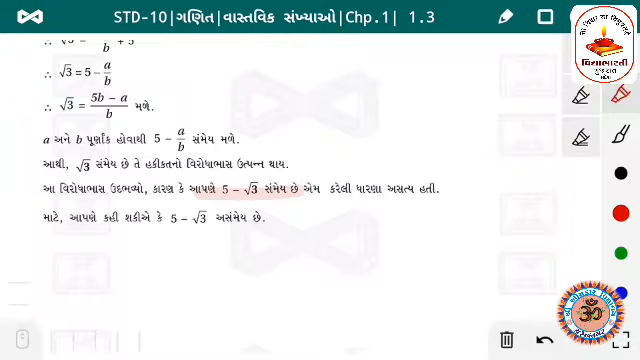 STD-10|ગણિત|વાસ્તવિક સંખ્યાઓ|Chp.1| 1.3
b + 5
∴ √3 = 5 – a/b
∴ √3 = (5b – a)/b મળે.
a અને b પૂર્ણાંક હોવાથી 5 – a/b સંમેય મળે.
આથી, √3 સંમેય છે તે હકીકતનો વિરોધાભાસ ઉત્પન્ન થાય.
આ વિરોધાભાસ ઉદભવ્યો, કારણ કે આપણે 5 – √3 સંમેય છે એમ કરેલી ધારણા અસત્ય હતી.
માટે, આપણે કહી શકીએ કે 5 – √3 અસંમેય છે.
વિદ્યાભારતી